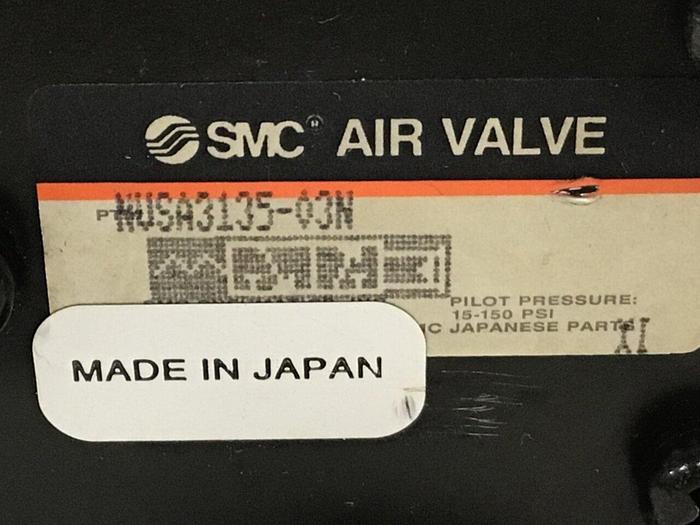 SMC® AIR VALVE
NVSA3135-03N
PILOT PRESSURE:
15-150 PSI
JAPANESE PARTS
MADE IN JAPAN